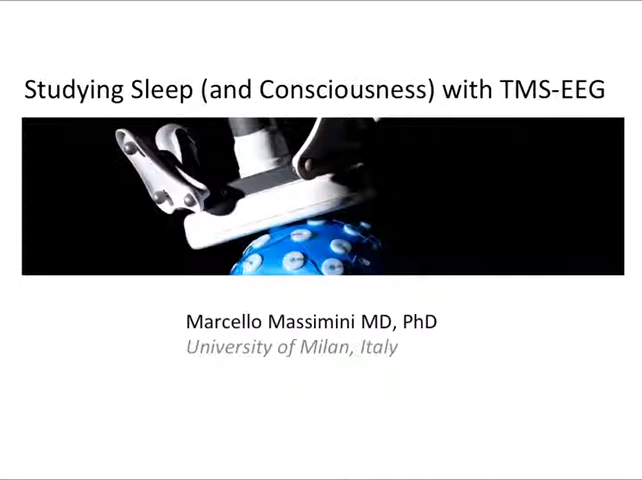 Studying Sleep (and Consciousness) with TMS-EEG
Marcello Massimini MD, PhD
University of Milan, Italy